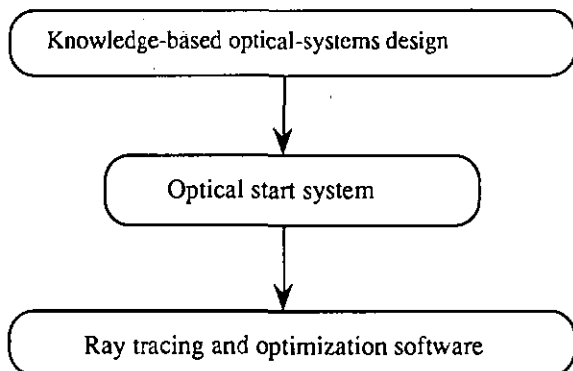 Knowledge-based optical-systems design
Optical start system
Ray tracing and optimization software